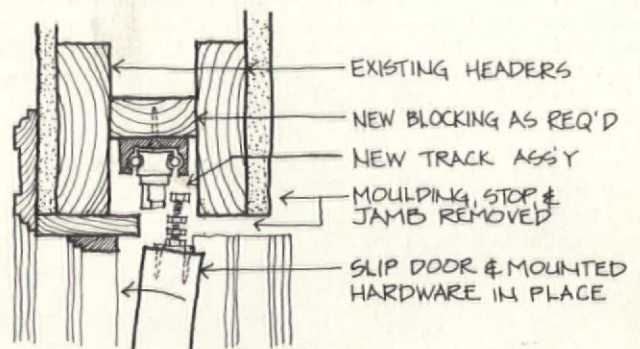 EXISTING HEADERS
NEW BLOCKING AS REQ'D
NEW TRACK ASS'Y
MOULDING, STOP &
JAMB REMOVED
SLIP DOOR & MOUNTED
HARDWARE IN PLACE